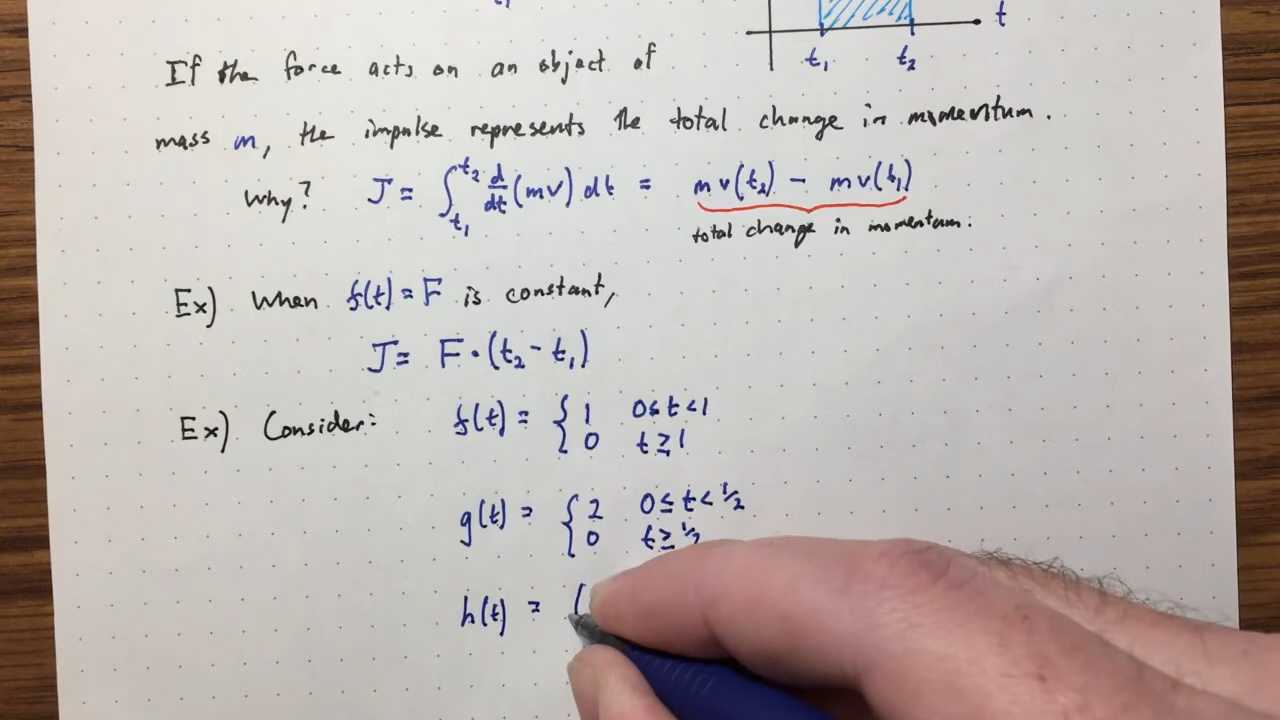 t
t₁ t₂
If the force acts on an object of
mass m, the impulse represents the total change in momentum.
Why? J = ∫_{t₁}^{t₂} d/dt (mv) dt = mv(t₂) - mv(t₁)
total change in momentum.
Ex) When f(t) = F is constant,
J = F·(t₂ - t₁)
Ex) Consider: f(t) = { 1 0≤t<1
0 t≥1
g(t) = { 2 0≤t<1/2
0 t≥1/2
h(t) = {